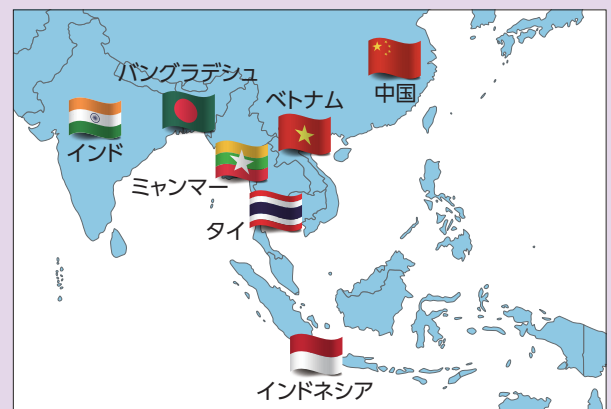 バングラデシュ
中国
ベトナム
インド
ミャンマー
タイ
インドネシア